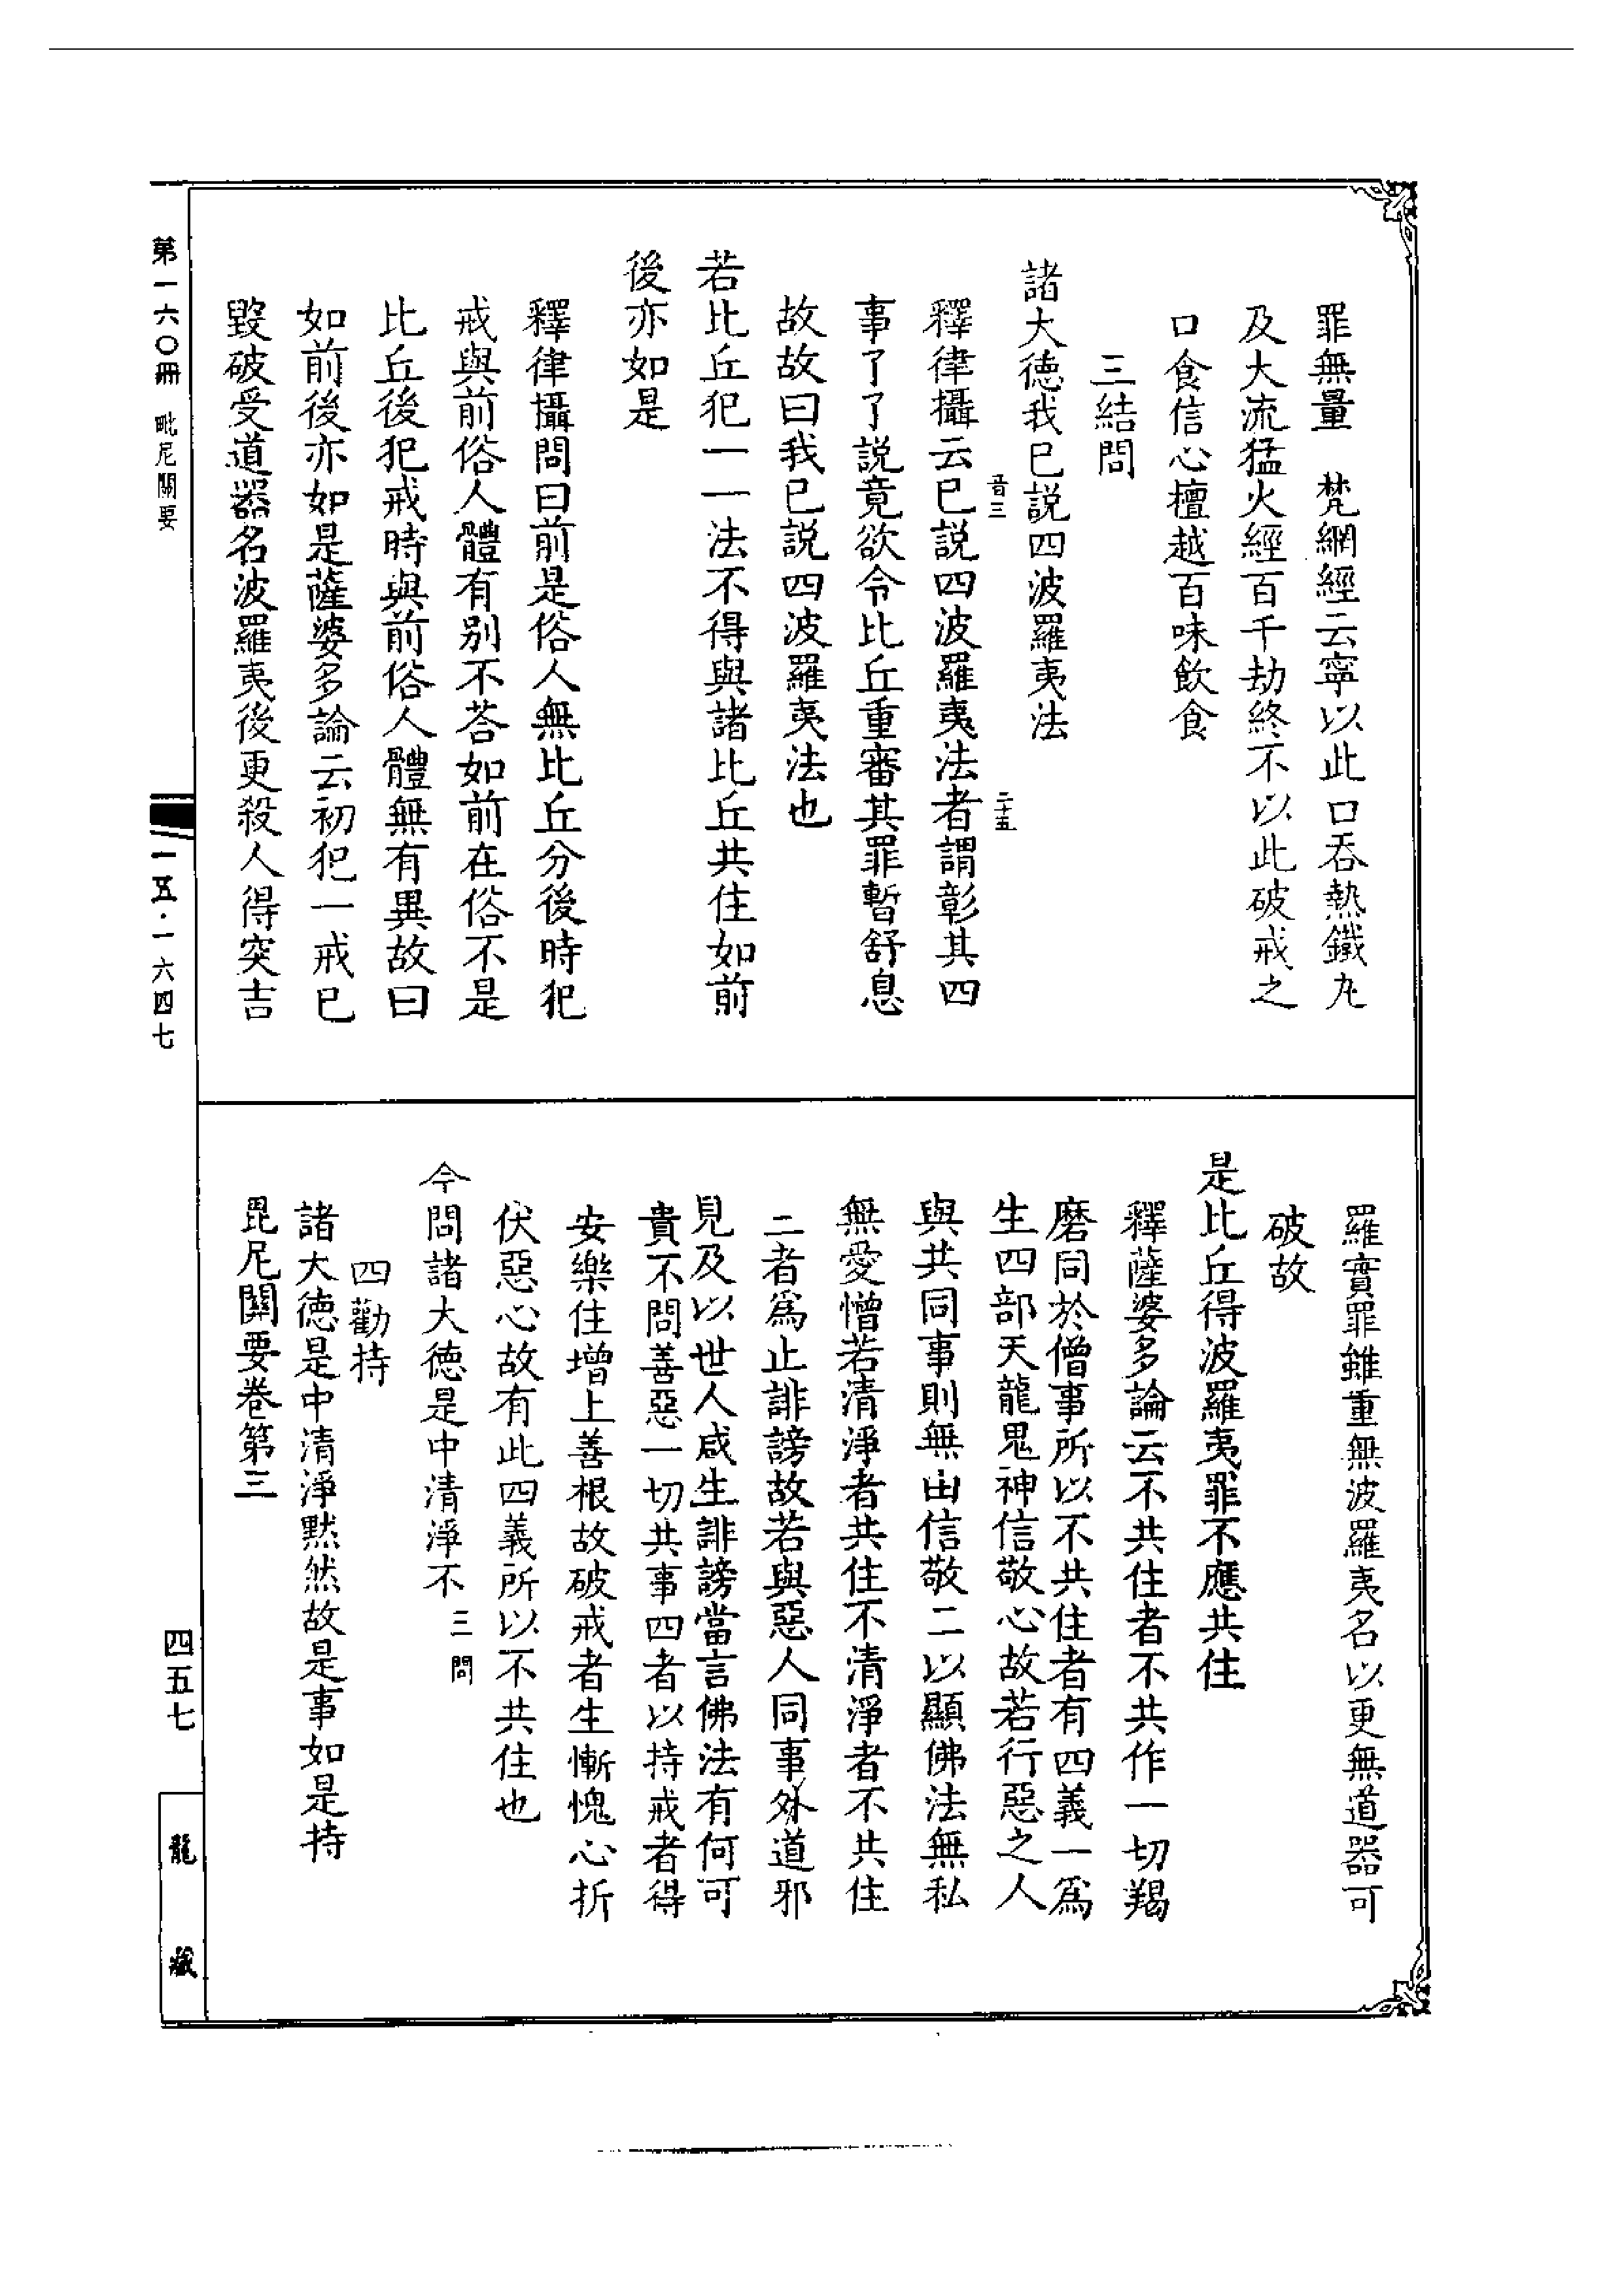 罪無量　梵網經云寧以此口吞熱鐵丸
及大流猛火經百千劫終不以此破戒之
口食信心檀越百味飲食
三結問
諸大德我已説四波羅夷法
音三
二十五
釋律攝云已説四波羅夷法者謂彰其四
事了了説竟欲令比丘重審其罪暫舒息
故故曰我已説四波羅夷法也
若比丘犯一一法不得與諸比丘共住如前
後亦如是
釋律攝問曰前是俗人無比丘分後時犯
戒與前俗人體有别不荅如前在俗不是
比丘後犯戒時與前俗人體無有異故曰
如前後亦如是薩婆多論云初犯一戒已
毀破受道器名波羅夷後更殺人得突吉
羅實罪雖重無波羅夷名以更無道器可
破故
是比丘得波羅夷罪不應共住
釋薩婆多論云不共住者不共作一切羯
磨同於僧事所以不共住者有四義一爲
生四部天龍鬼神信敬心故若行惡之人
與共同事則無由信敬二以顯佛法無私
無愛憎若清淨者共住不清淨者不共住
二者爲止誹謗故若與惡人同事外道邪
見及以世人咸生誹謗當言佛法有何可
貴不問善惡一切共事四者以持戒者得
安樂住增上善根故破戒者生慚愧心折
伏惡心故有此四義所以不共住也
今問諸大德是中清淨不 三問
四勸持
諸大德是中清淨黙然故是事如是持
毘尼關要卷第三
第一六〇冊 毗尼關要
一五·一六四七
四五七
龍藏